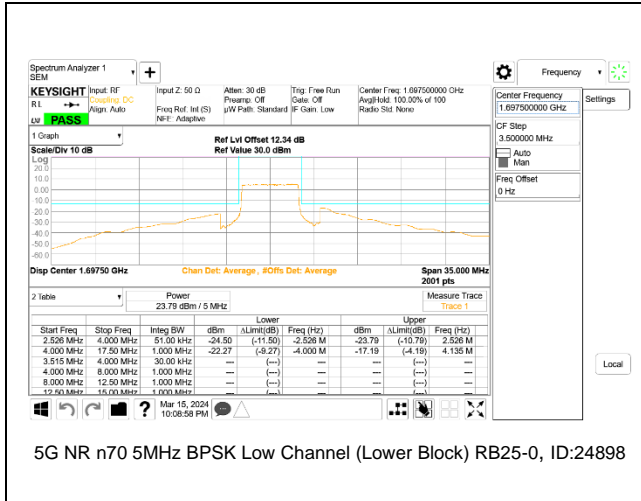 Spectrum Analyzer 1
SEM
Frequency
KEYSIGHT
Input: RF
Input Z: 50 Ω
Atten: 30 dB
Trig: Free Run
Center Freq: 1.697500000 GHz
R L
Coupling: DC
Preamp: Off
Gate: Off
Avg|Hold: 100.00% of 100
Align: Auto
Freq Ref: Int (S)
µW Path: Standard
IF Gain: Low
Radio Std: None
PASS
NFE: Adaptive
Center Frequency
1.697500000 GHz
Settings
CF Step
3.500000 MHz
Auto
Man
Freq Offset
0 Hz
Local
1 Graph
Ref Lvl Offset 12.34 dB
Scale/Div 10 dB
Ref Value 30.0 dBm
Log
20.0
10.0
0.00
-10.0
-20.0
-30.0
-40.0
-50.0
-60.0
Disp Center 1.69750 GHz
Chan Det: Average , #Offs Det: Average
Span 35.000 MHz
2001 pts
2 Table
Power
23.79 dBm / 5 MHz
Measure Trace
Trace 1
Lower Upper
Start Freq Stop Freq Integ BW dBm ΔLimit(dB) Freq (Hz) dBm ΔLimit(dB) Freq (Hz)
2.526 MHz 4.000 MHz 51.00 kHz -24.50 (-11.50) -2.526 M -23.79 (-10.79) 2.526 M
4.000 MHz 17.50 MHz 1.000 MHz -22.27 (-9.27) -4.000 M -17.19 (-4.19) 4.135 M
3.515 MHz 4.000 MHz 30.00 kHz --- (---) --- (---)
4.000 MHz 8.000 MHz 1.000 MHz --- (---) --- (---)
8.000 MHz 12.50 MHz 1.000 MHz --- (---) --- (---)
12.50 MHz 15.00 MHz 1.000 MHz --- (---) --- (---)
Mar 15, 2024
10:08:58 PM
5G NR n70 5MHz BPSK Low Channel (Lower Block) RB25-0, ID:24898